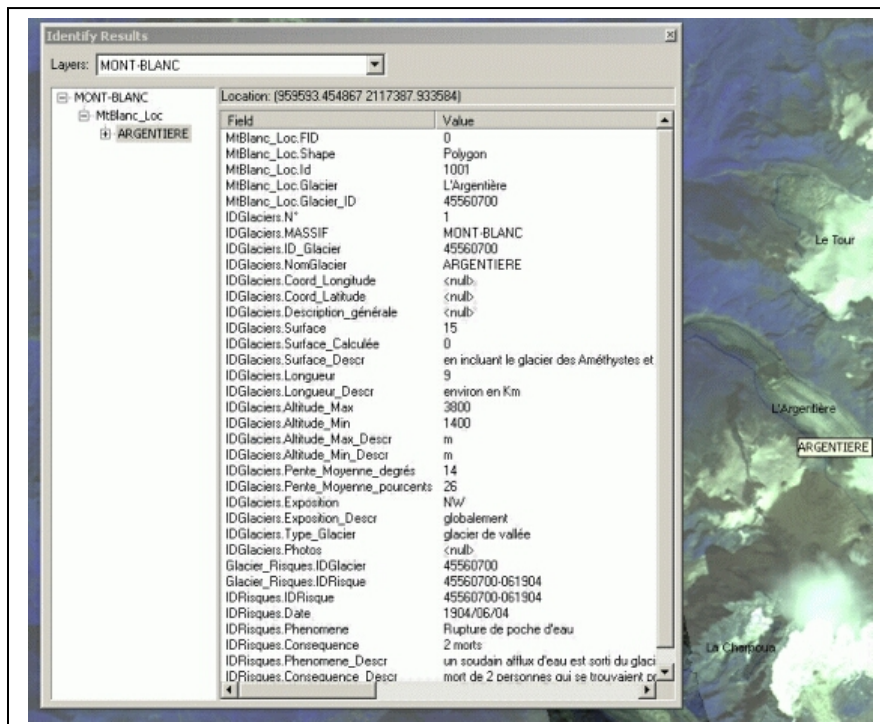 Identify Results
Layers: MONT-BLANC
MONT-BLANC
MtBlanc_Loc
ARGENTIERE
Location: (959593.454867 2117387.933584)
Field Value
MtBlanc_Loc.FID 0
MtBlanc_Loc.Shape Polygon
MtBlanc_Loc.Id 1001
MtBlanc_Loc.Glacier L'Argentière
MtBlanc_Loc.Glacier_ID 45560700
IDGlaciers.N° 1
IDGlaciers.MASSIF MONT-BLANC
IDGlaciers.ID_Glacier 45560700
IDGlaciers.NomGlacier ARGENTIERE
IDGlaciers.Coord_Longitude <null>
IDGlaciers.Coord_Latitude <null>
IDGlaciers.Description_générale <null>
IDGlaciers.Surface 15
IDGlaciers.Surface_Calculée 0
IDGlaciers.Surface_Descr en incluant le glacier des Améthystes et
IDGlaciers.Longueur 9
IDGlaciers.Longueur_Descr environ en Km
IDGlaciers.Altitude_Max 3800
IDGlaciers.Altitude_Min 1400
IDGlaciers.Altitude_Max_Descr m
IDGlaciers.Altitude_Min_Descr m
IDGlaciers.Pente_Moyenne_degrés 14
IDGlaciers.Pente_Moyenne_pourcents 26
IDGlaciers.Exposition NW
IDGlaciers.Exposition_Descr globalement
IDGlaciers.Type_Glacier glacier de vallée
IDGlaciers.Photos <null>
Glacier_Risques.IDGlacier 45560700
Glacier_Risques.IDRisque 45560700-061904
IDRisques.IDRisque 45560700-061904
IDRisques.Date 1904/06/04
IDRisques.Phenomene Rupture de poche d'eau
IDRisques.Consequence 2 morts
IDRisques.Phenomene_Descr un soudain afflux d'eau est sorti du glaci
IDRisques.Consequence_Descr mort de 2 personnes qui se trouvaient pr
Le Tour
L'Argentière
ARGENTIERE
La Charpoua